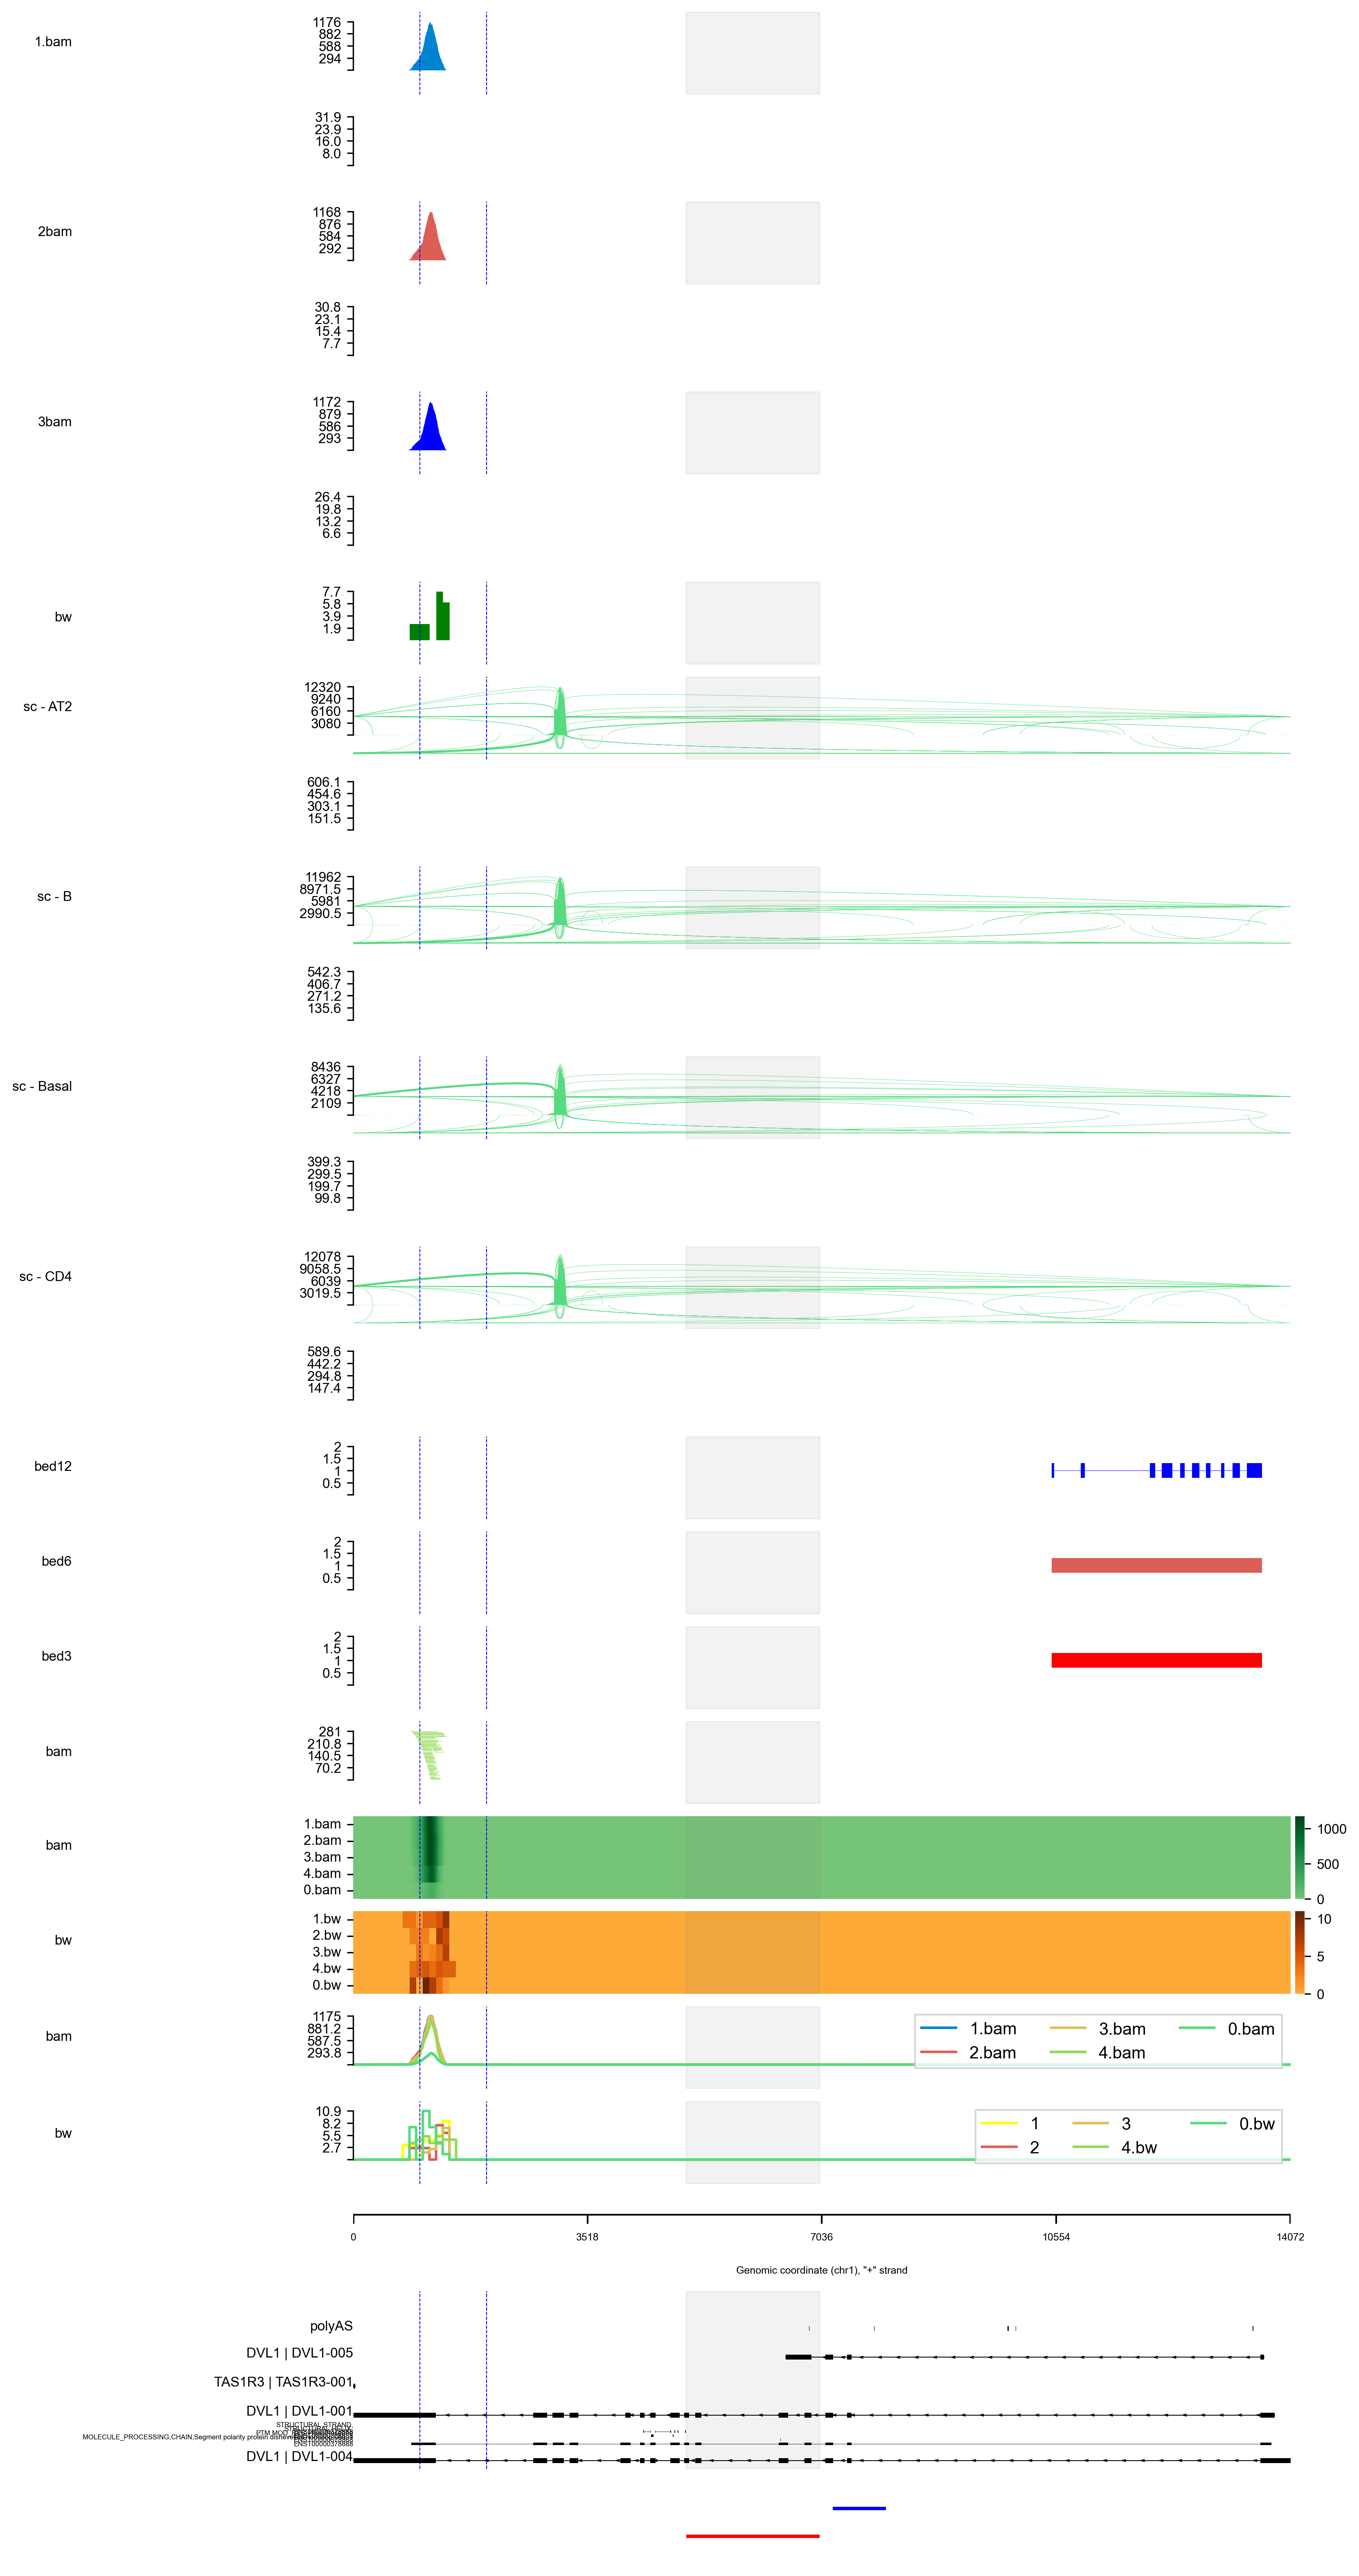 1176
882
1.bam
588
294
31.9
23.9
16.0
8.0
1168
876
2bam
584
292
30.8
23.1
15.4
7.7
1172
879
3bam
586
293
26.4
19.8
13.2
6.6
7.7
5.8
bw
3.9
1.9
12320
9240
sc - AT2
6160
3080
606.1
454.6
303.1
151.5
11962
8971.5
sc - B
5981
2990.5
542.3
406.7
271.2
135.6
8436
6327
sc - Basal
4218
2109
399.3
299.5
199.7
99.8
12078
9058.5
sc - CD4
6039
3019.5
589.6
442.2
294.8
147.4
2
1.5
bed12
1
0.5
2
1.5
bed6
1
0.5
2
1.5
bed3
1
0.5
281
210.8
bam
140.5
70.2
1.bam
2.bam
bam
3.bam
4.bam
0.bam
1000
500
0
1.bw
2.bw
bw
3.bw
4.bw
0.bw
10
5
0
1175
881.2
bam
587.5
293.8
1.bam 3.bam 0.bam
2.bam 4.bam
10.9
8.2
bw
5.5
2.7
1 3 0.bw
2 4.bw
0 3518 7036 10554 14072
Genomic coordinate (chr1), "+" strand
polyAS
DVL1 | DVL1-005
TAS1R3 | TAS1R3-001
DVL1 | DVL1-001
STRUCTURAL,STRAND,
MOLECULE_PROCESSING,CHAIN,Segment polarity protein
ENST00000378888
DVL1 | DVL1-004